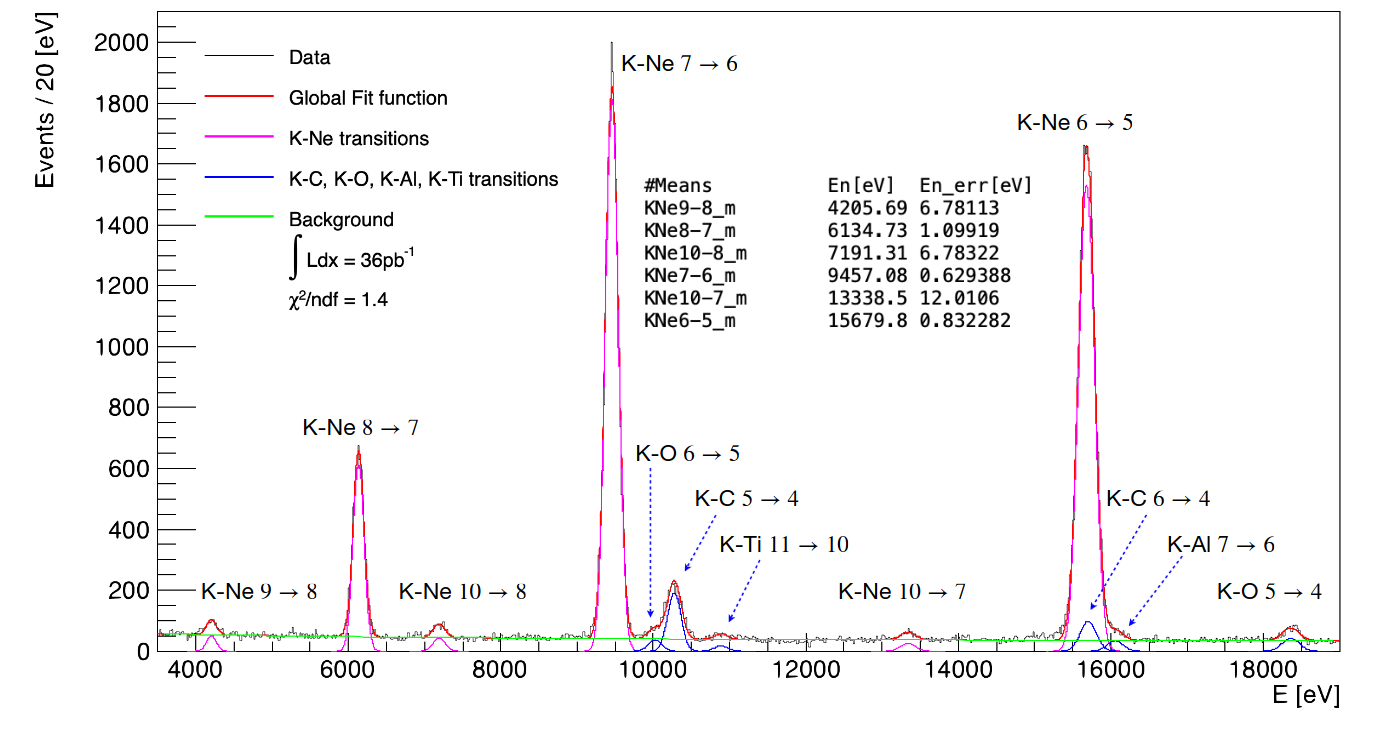 Events / 20 [eV]
2000
1800
1600
1400
1200
1000
800
600
400
200
0
Data
Global Fit function
K-Ne transitions
K-C, K-O, K-Al, K-Ti transitions
Background
∫ Ldx = 36pb⁻¹
χ²/ndf = 1.4
K-Ne 7 → 6
K-Ne 6 → 5
#Means En[eV] En_err[eV]
KNe9-8_m 4205.69 6.78113
KNe8-7_m 6134.73 1.09919
KNe10-8_m 7191.31 6.78322
KNe7-6_m 9457.08 0.629388
KNe10-7_m 13338.5 12.0106
KNe6-5_m 15679.8 0.832282
K-Ne 8 → 7
K-O 6 → 5
K-C 5 → 4
K-C 6 → 4
K-Ti 11 → 10
K-Al 7 → 6
K-Ne 9 → 8
K-Ne 10 → 8
K-Ne 10 → 7
K-O 5 → 4
4000 6000 8000 10000 12000 14000 16000 18000
E [eV]